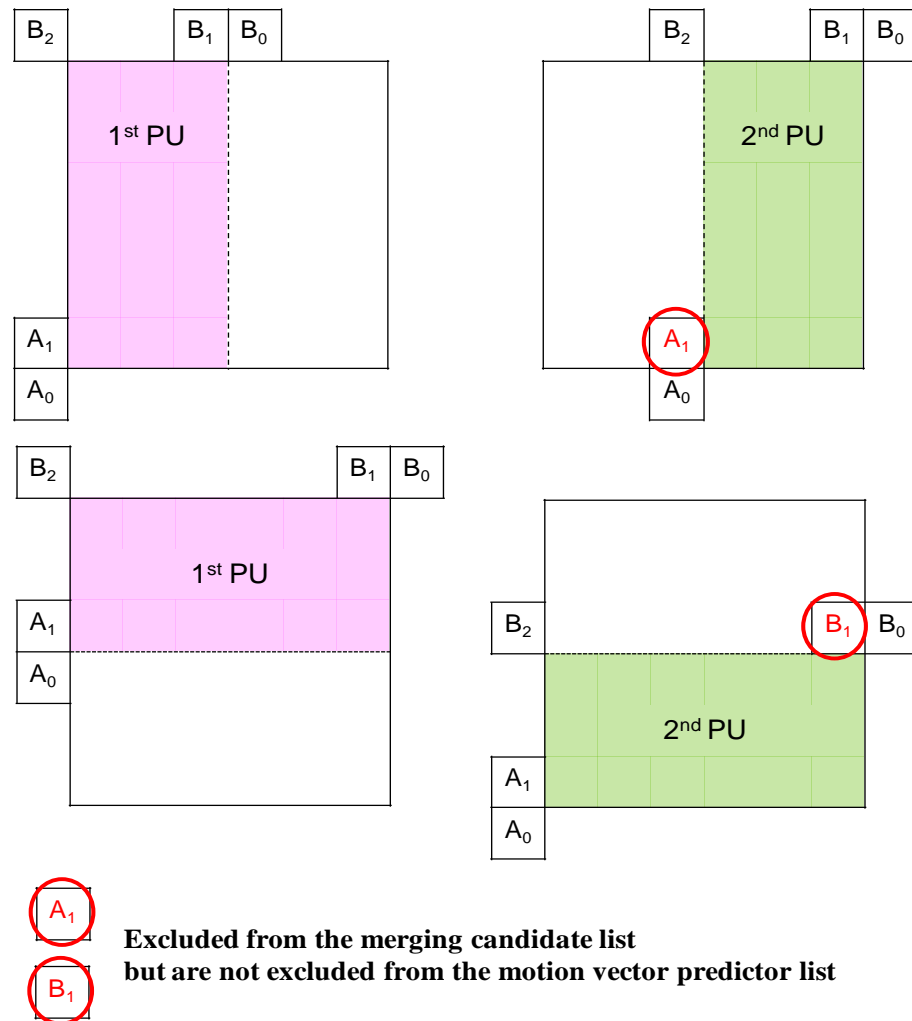 B₂ B₁ B₀ B₂ B₁ B₀
1ˢᵗ PU 2ⁿᵈ PU
A₁ A₁
A₀ A₀
B₂ B₁ B₀
1ˢᵗ PU
A₁ B₂ B₁ B₀
A₀
2ⁿᵈ PU
A₁
A₀
A₁
Excluded from the merging candidate list
but are not excluded from the motion vector predictor list
B₁